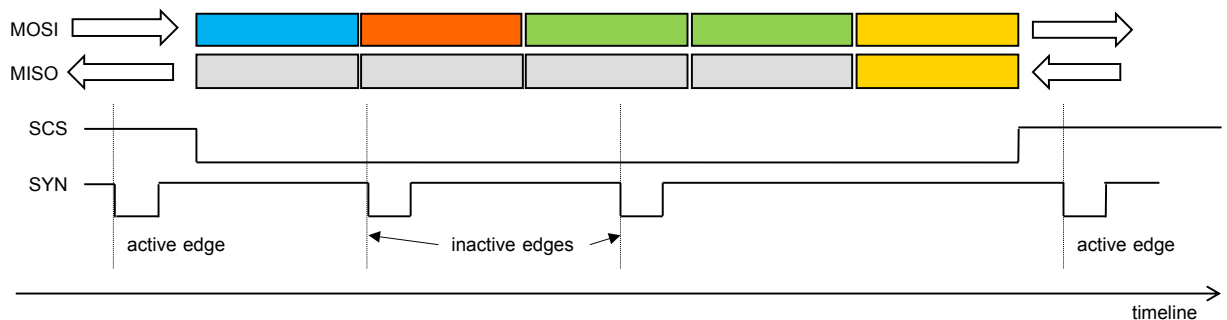 MOSI
MISO
SCS
SYN
active edge
inactive edges
active edge
timeline